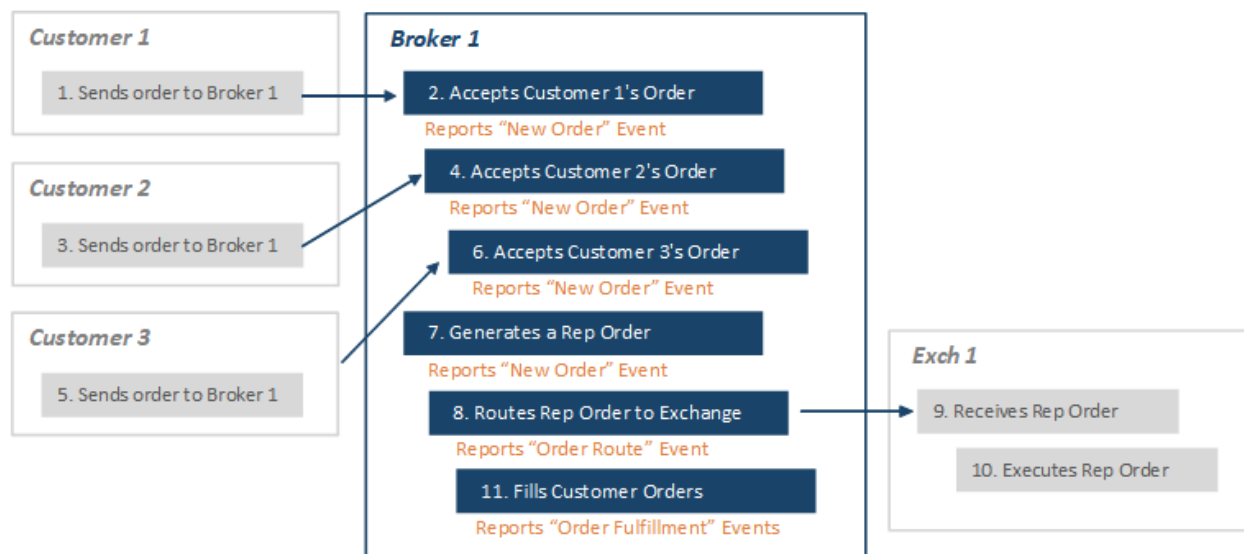 Customer 1
1. Sends order to Broker 1
Customer 2
3. Sends order to Broker 1
Customer 3
5. Sends order to Broker 1
Broker 1
2. Accepts Customer 1's Order
Reports “New Order” Event
4. Accepts Customer 2's Order
Reports “New Order” Event
6. Accepts Customer 3's Order
Reports “New Order” Event
7. Generates a Rep Order
Reports “New Order” Event
8. Routes Rep Order to Exchange
Reports “Order Route” Event
11. Fills Customer Orders
Reports “Order Fulfillment” Events
Exch 1
9. Receives Rep Order
10. Executes Rep Order